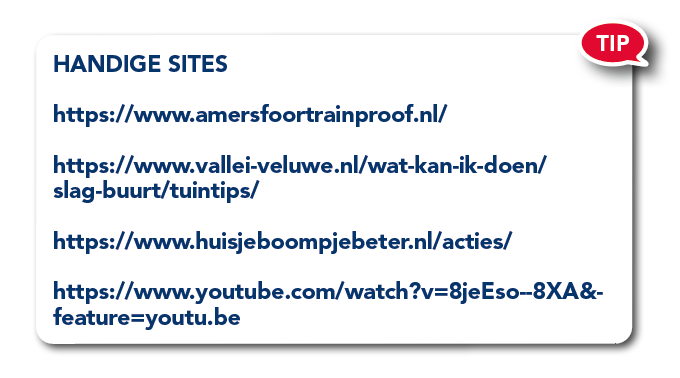 TIP
HANDIGE SITES
https://www.amersfoortrainproof.nl/
https://www.vallei-veluwe.nl/wat-kan-ik-doen/
slag-buurt/tuintips/
https://www.huisjeboompjebeter.nl/acties/
https://www.youtube.com/watch?v=8jeEso--8XA&-
feature=youtu.be